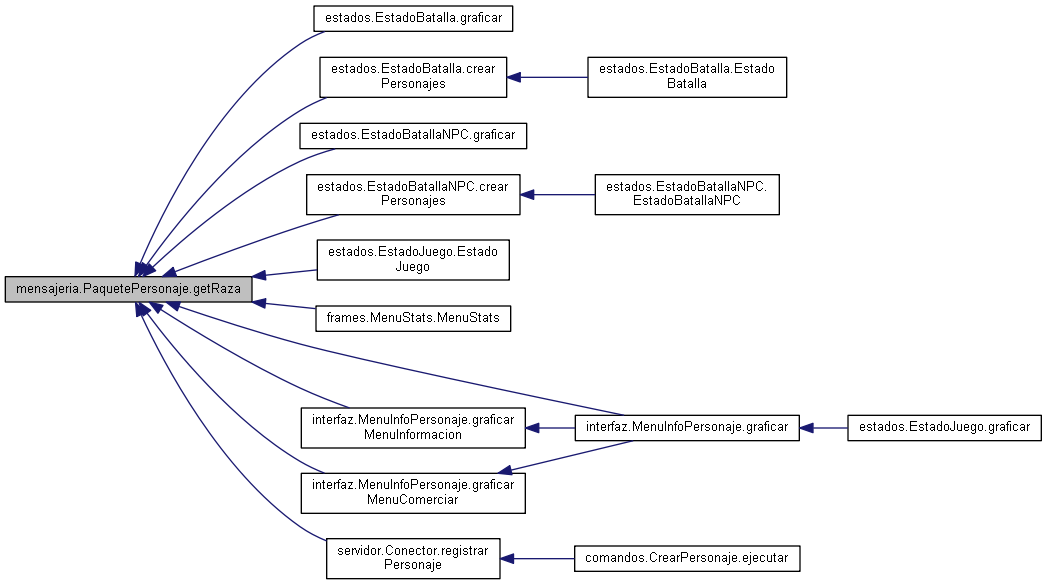 estados.EstadoBatalla.graficar
estados.EstadoBatalla.crear
Personajes
estados.EstadoBatalla.Estado
Batalla
estados.EstadoBatallaNPC.graficar
estados.EstadoBatallaNPC.crear
Personajes
estados.EstadoBatallaNPC.
EstadoBatallaNPC
estados.EstadoJuego.Estado
Juego
mensajeria.PaquetePersonaje.getRaza
frames.MenuStats.MenuStats
interfaz.MenuInfoPersonaje.graficar
MenuInformacion
interfaz.MenuInfoPersonaje.graficar
estados.EstadoJuego.graficar
interfaz.MenuInfoPersonaje.graficar
MenuComerciar
servidor.Conector.registrar
Personaje
comandos.CrearPersonaje.ejecutar